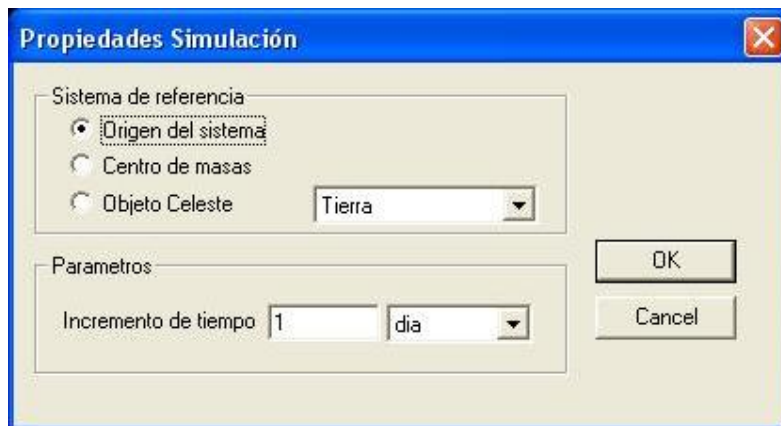 Propiedades Simulación
Sistema de referencia
Origen del sistema
Centro de masas
Objeto Celeste Tierra
Parametros
Incremento de tiempo 1 dia
OK
Cancel